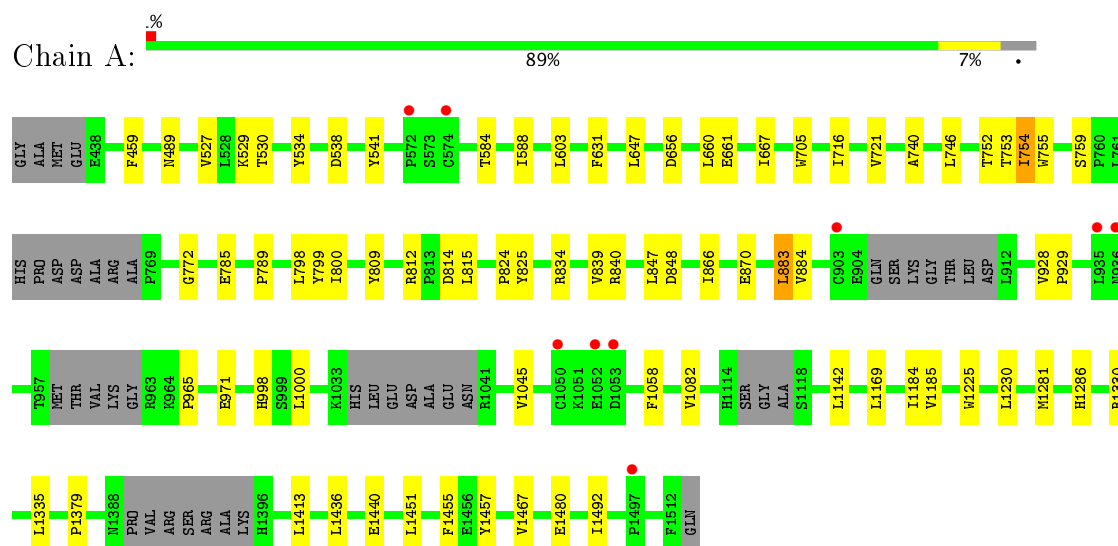 .%
Chain A:
89% 7% •
GLY ALA MET GLU E438 F459 N489 V527 L528 K529 T530 Y534 D538 Y541 P572 S573 C574 T584 I588 L603 F631 L647 D656 L660 E661 I667 W705 I716 V721 A740 L746 T752 T753 I754 W755 S759 P760 L761
HIS PRO ASP ASP ALA ARG ALA P769 G772 E785 P789 L798 Y799 I800 Y809 R812 P813 D814 L815 P824 Y825 R834 V839 R840 L847 D848 I866 E870 L883 V884 C903 E904 GLN SER LYS GLY THR LEU ASP L912 V928 P929 L935 N936
T957 MET THR VAL LYS GLY R963 K964 P965 E971 H998 S999 L1000 K1033 HIS LEU GLU ASP ALA GLU ASN R1041 V1045 C1050 K1051 E1052 D1053 F1058 V1082 H1114 SER GLY ALA S1118 L1142 L1169 I1184 V1185 W1225 L1230 M1281 H1286
L1335 P1379 N1388 PRO VAL ARG SER ARG ALA LYS H1396 L1413 L1436 E1440 L1451 F1455 E1456 Y1457 V1467 E1480 I1492 P1497 F1512 GLN